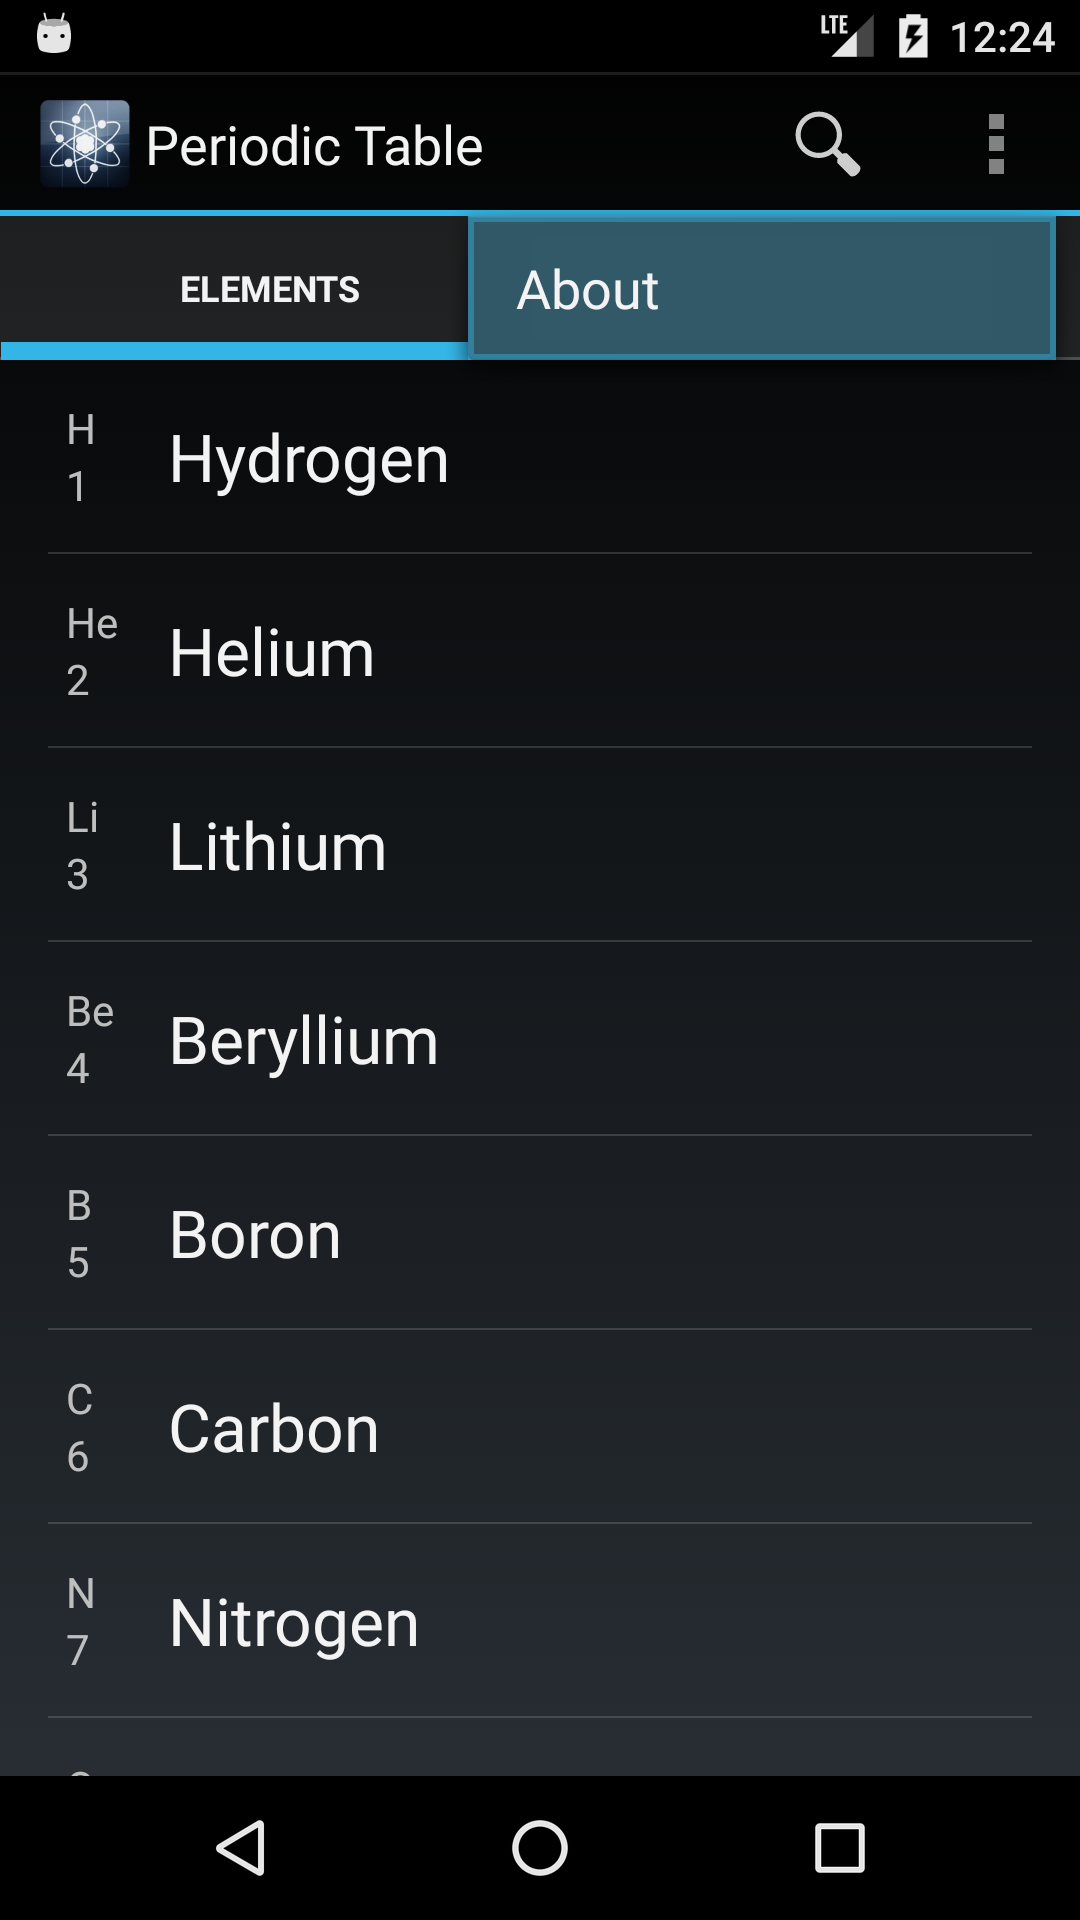 LTE 12:24
Periodic Table
ELEMENTS
About
H
1
Hydrogen
He
2
Helium
Li
3
Lithium
Be
4
Beryllium
B
5
Boron
C
6
Carbon
N
7
Nitrogen